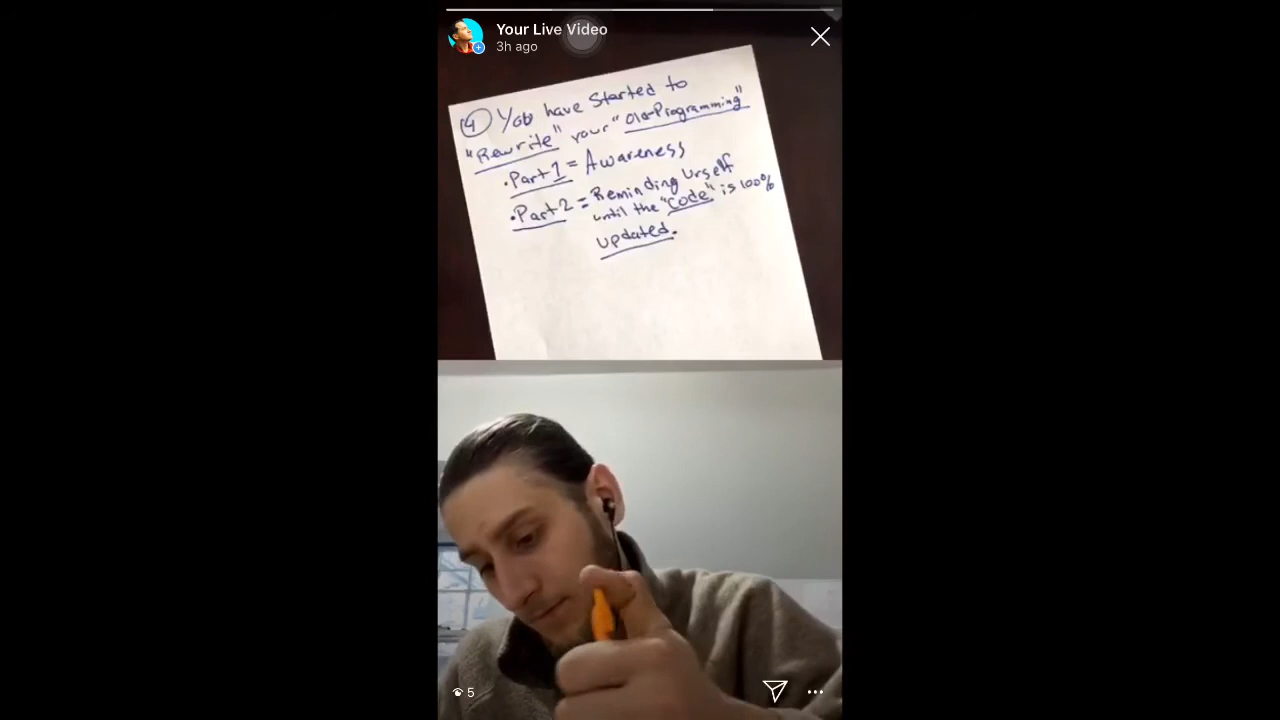 Your Live Video
3h ago
4 You have Started to
"Rewrite" your "Old-Programming"
• Part 1 = Awareness
• Part 2 = Reminding Urself
until the "Code" is 100%
updated.
5